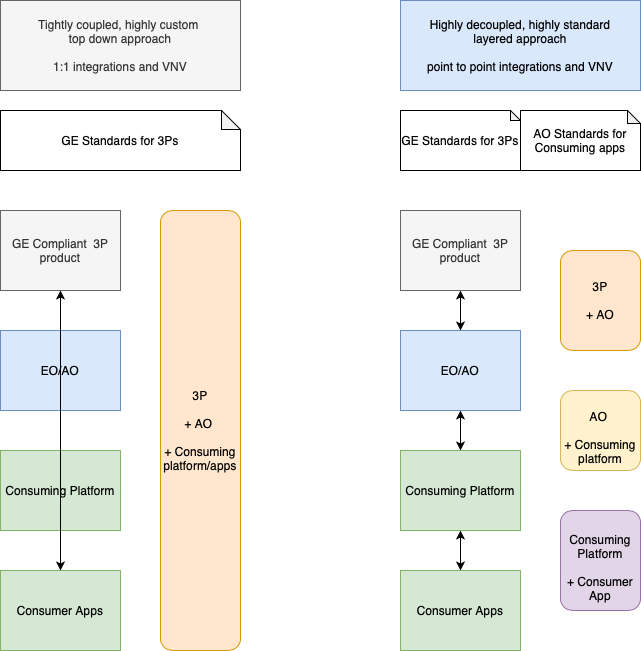 Tightly coupled, highly custom
top down approach
1:1 integrations and VNV
GE Standards for 3Ps
GE Compliant 3P
product
EO/AO
Consuming Platform
Consumer Apps
3P
+ AO
+ Consuming
platform/apps
Highly decoupled, highly standard
layered approach
point to point integrations and VNV
GE Standards for 3Ps
AO Standards for
Consuming apps
GE Compliant 3P
product
EO/AO
Consuming Platform
Consumer Apps
3P
+ AO
AO
+ Consuming
platform
Consuming
Platform
+ Consumer
App